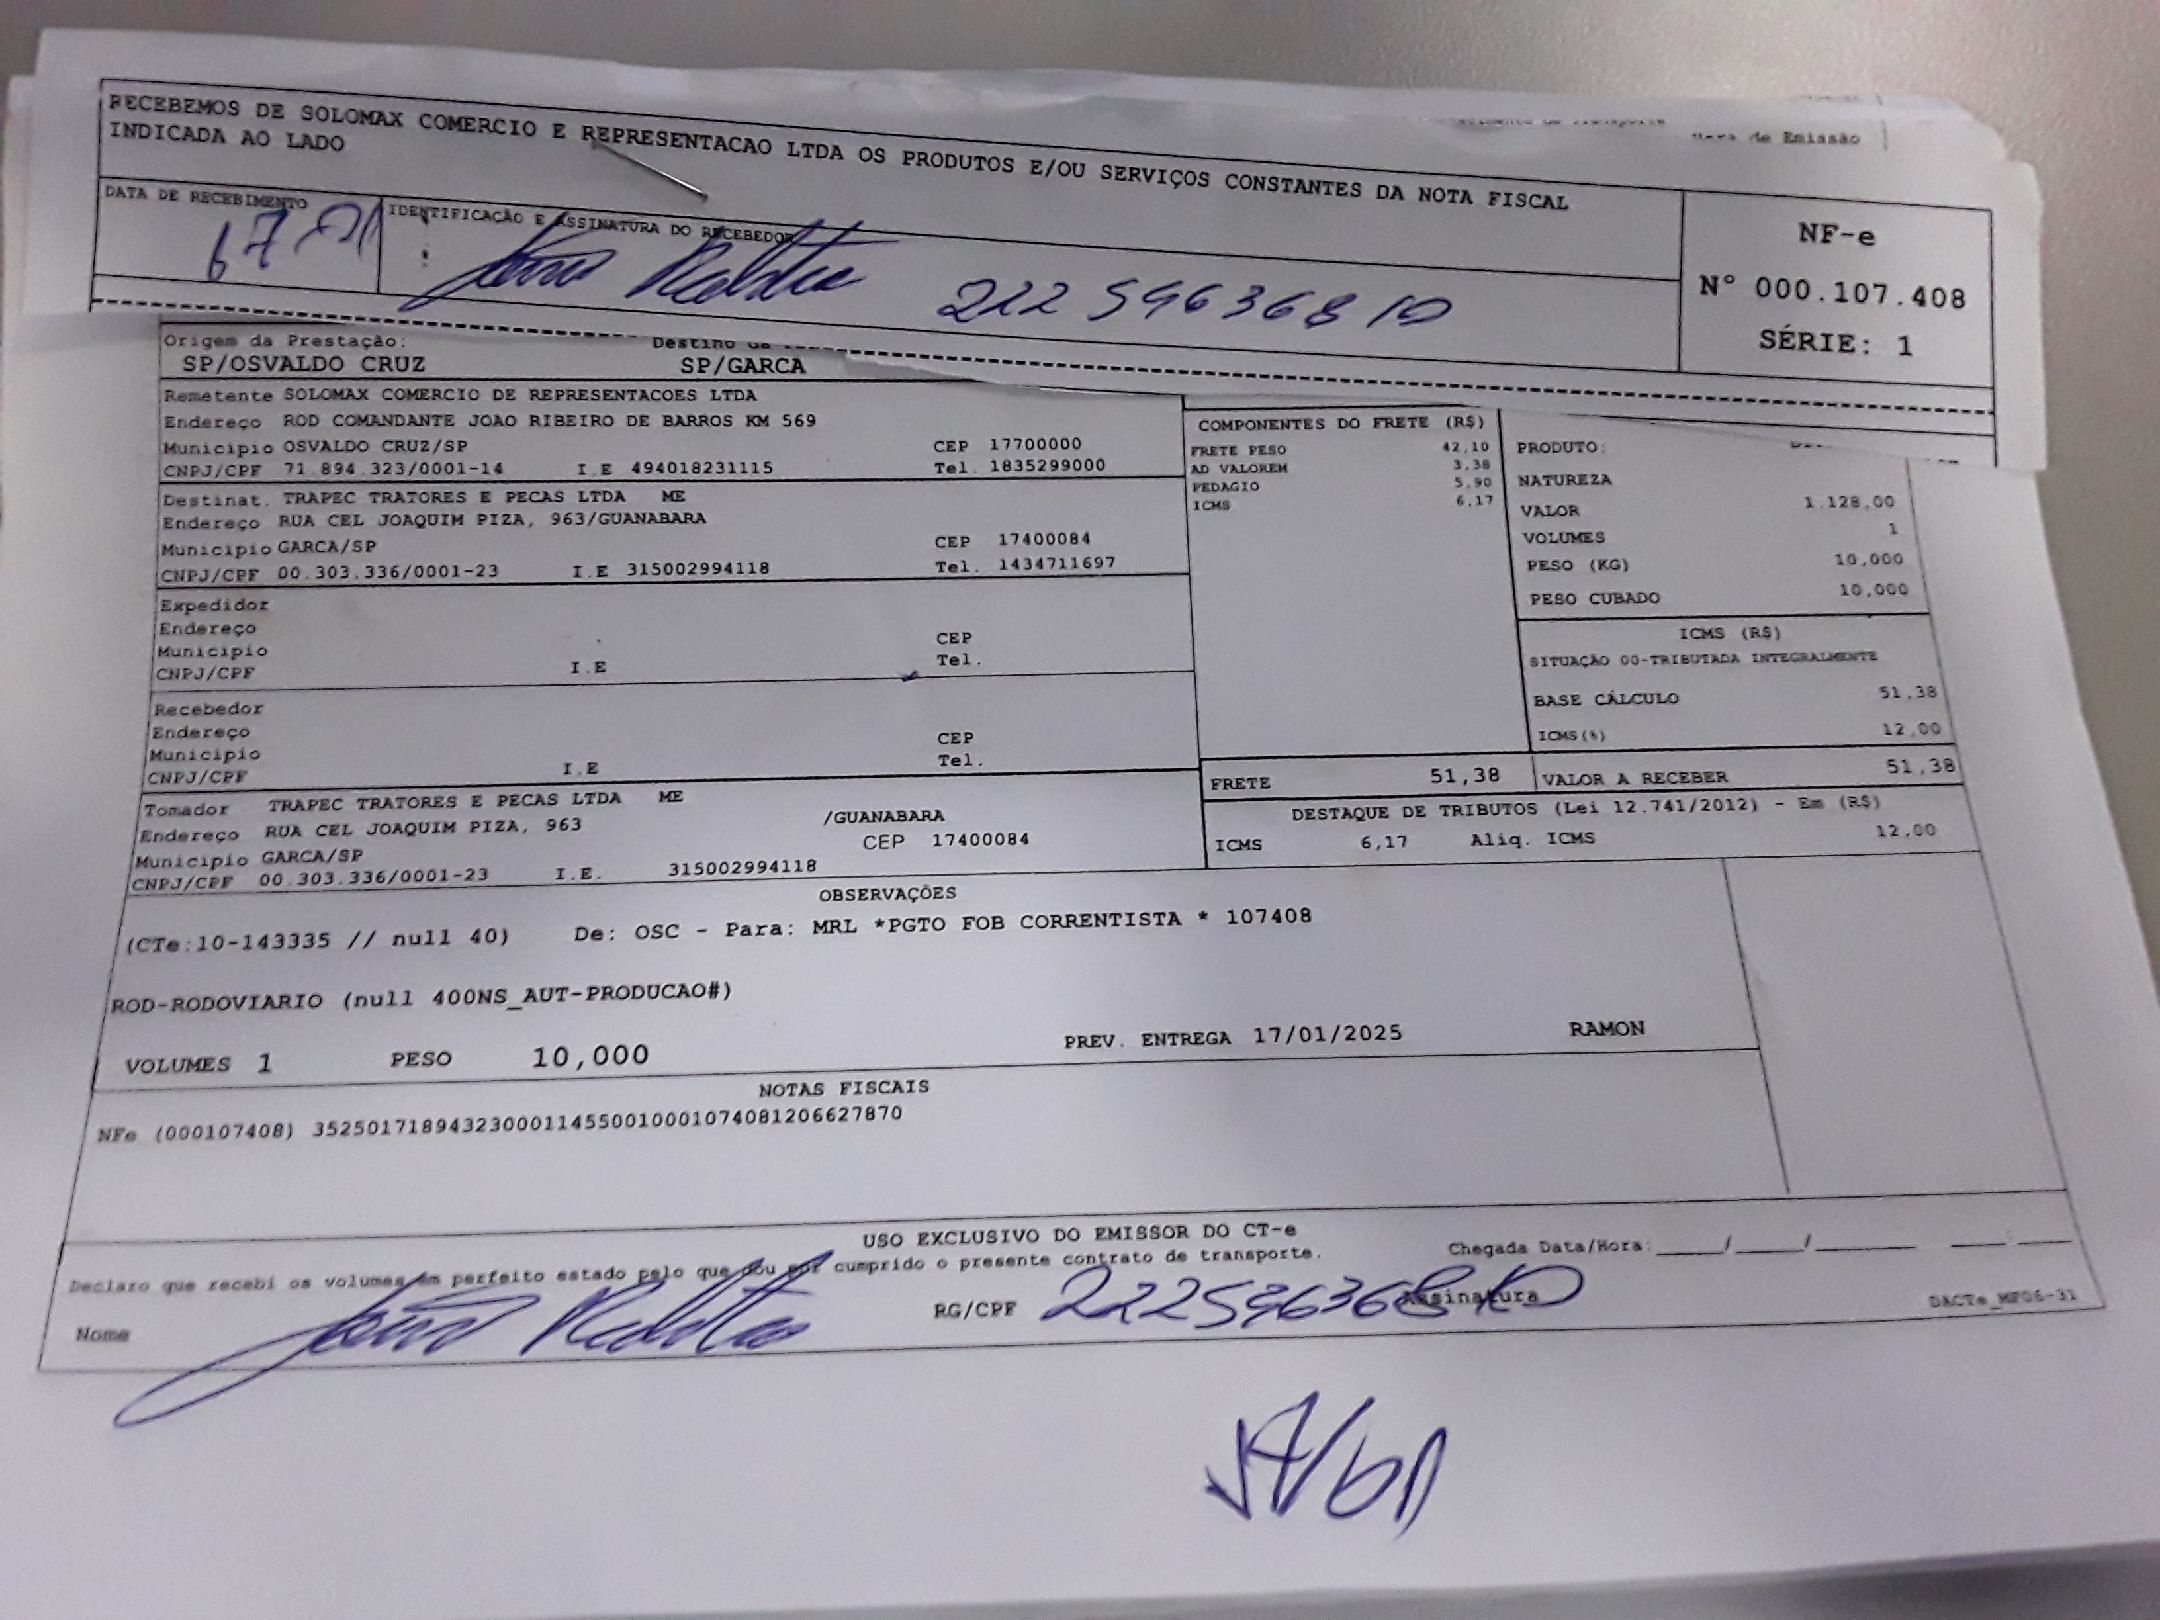 RECEBEMOS DE SOLOMAX COMERCIO E REPRESENTACAO LTDA OS PRODUTOS E/OU SERVIÇOS CONSTANTES DA NOTA FISCAL
INDICADA AO LADO
de Emissão
DATA DE RECEBIMENTO
IDENTIFICAÇÃO E ASSINATURA DO RECEBEDOR
NF-e
Nº 000.107.408
SÉRIE: 1
Origem da Prestação:
SP/OSVALDO CRUZ
Destino
SP/GARCA
Remetente SOLOMAX COMERCIO DE REPRESENTACOES LTDA
Endereço ROD COMANDANTE JOAO RIBEIRO DE BARROS KM 569
Município OSVALDO CRUZ/SP CEP 17700000
CNPJ/CPF 71.894.323/0001-14 I.E 494018231115 Tel. 1835299000
Destinat. TRAPEC TRATORES E PECAS LTDA ME
Endereço RUA CEL JOAQUIM PIZA, 963/GUANABARA
Município GARCA/SP CEP 17400084
CNPJ/CPF 00.303.336/0001-23 I.E 315002994118 Tel. 1434711697
Expedidor
Endereço
Município CEP
CNPJ/CPF I.E Tel.
Recebedor
Endereço
Município CEP
CNPJ/CPF I.E Tel.
Tomador TRAPEC TRATORES E PECAS LTDA ME
Endereço RUA CEL JOAQUIM PIZA, 963 /GUANABARA
Município GARCA/SP CEP 17400084
CNPJ/CPF 00.303.336/0001-23 I.E. 315002994118
COMPONENTES DO FRETE (R$)
FRETE PESO 42,10
AD VALOREM 3,38
PEDAGIO 5,90
ICMS 6,17
PRODUTO:
NATUREZA
VALOR 1.128,00
VOLUMES 1
PESO (KG) 10,000
PESO CUBADO 10,000
ICMS (R$)
SITUAÇÃO 00-TRIBUTADA INTEGRALMENTE
BASE CÁLCULO 51,38
ICMS(%) 12,00
FRETE 51,38 VALOR A RECEBER 51,38
DESTAQUE DE TRIBUTOS (Lei 12.741/2012) - Em (R$)
ICMS 6,17 Aliq. ICMS 12,00
OBSERVAÇÕES
(CTe:10-143335 // null 40) De: OSC - Para: MRL *PGTO FOB CORRENTISTA * 107408
ROD-RODOVIARIO (null 400NS_AUT-PRODUCAO#)
VOLUMES 1 PESO 10,000 PREV. ENTREGA 17/01/2025 RAMON
NOTAS FISCAIS
NFe (000107408) 35250171894323000114550010001074081206627870
USO EXCLUSIVO DO EMISSOR DO CT-e
Declaro que recebi os volumes em perfeito estado pelo que dou por cumprido o presente contrato de transporte. Chegada Data/Hora: ____/____/____ ____:____
Nome RG/CPF Assinatura
DACTe_MF06-31